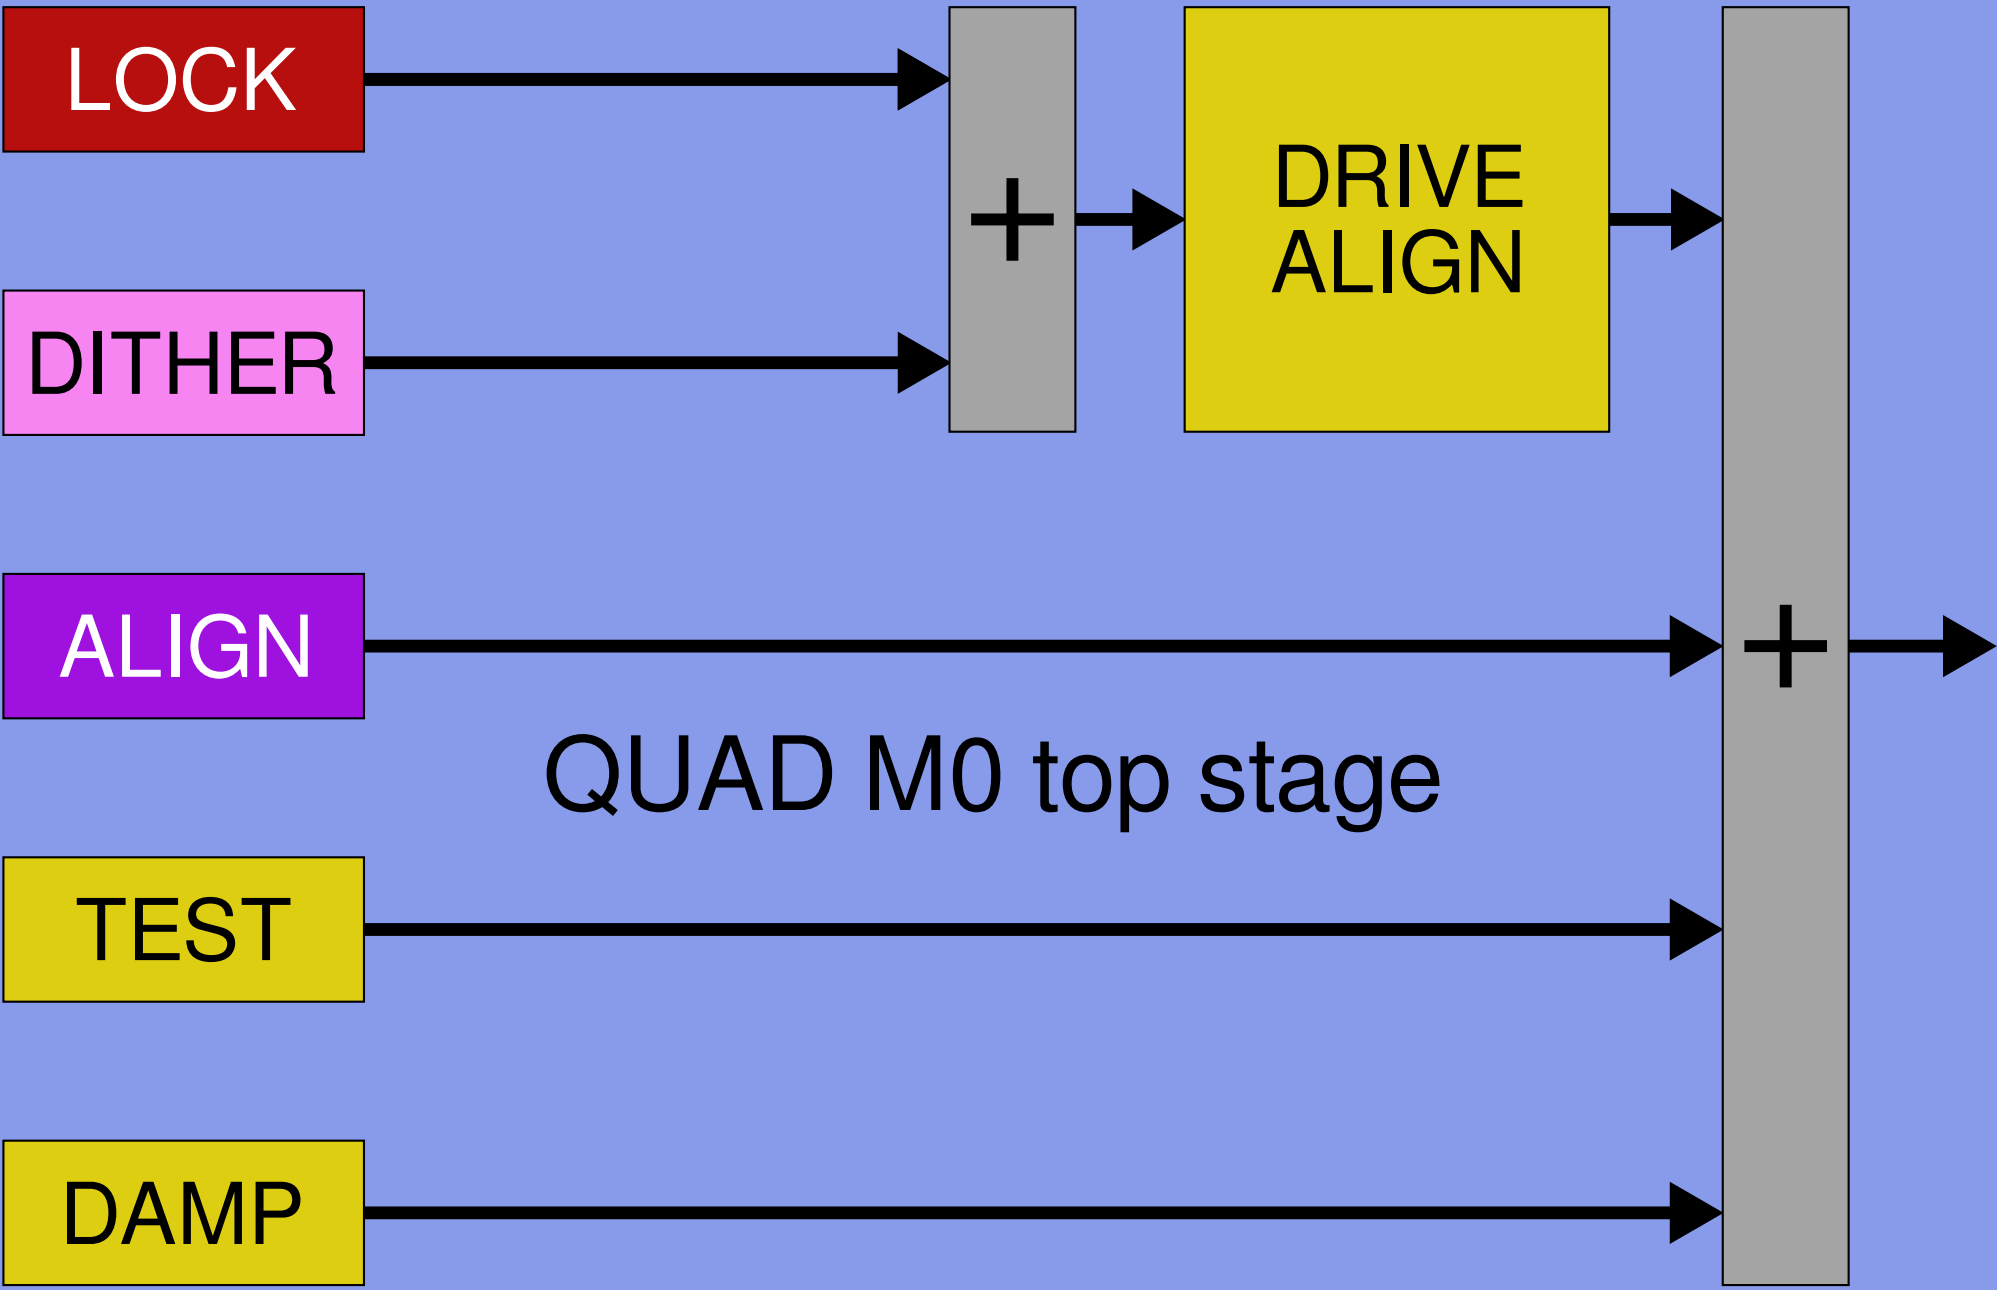 LOCK
+
DRIVE
ALIGN
DITHER
ALIGN
+
QUAD M0 top stage
TEST
DAMP